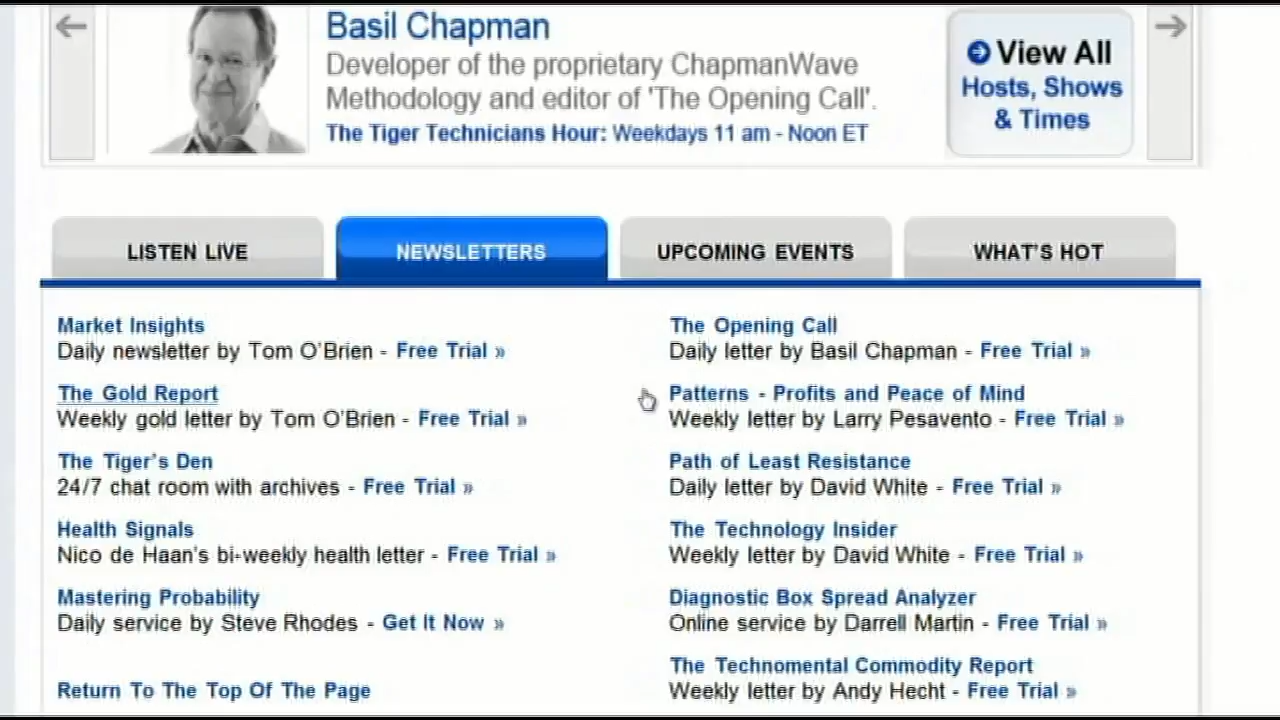 Basil Chapman
Developer of the proprietary ChapmanWave
Methodology and editor of 'The Opening Call'.
The Tiger Technicians Hour: Weekdays 11 am - Noon ET
View All
Hosts, Shows
& Times
LISTEN LIVE
NEWSLETTERS
UPCOMING EVENTS
WHAT'S HOT
Market Insights
Daily newsletter by Tom O'Brien - Free Trial »
The Gold Report
Weekly gold letter by Tom O'Brien - Free Trial »
The Tiger's Den
24/7 chat room with archives - Free Trial »
Health Signals
Nico de Haan's bi-weekly health letter - Free Trial »
Mastering Probability
Daily service by Steve Rhodes - Get It Now »
Return To The Top Of The Page
The Opening Call
Daily letter by Basil Chapman - Free Trial »
Patterns - Profits and Peace of Mind
Weekly letter by Larry Pesavento - Free Trial »
Path of Least Resistance
Daily letter by David White - Free Trial »
The Technology Insider
Weekly letter by David White - Free Trial »
Diagnostic Box Spread Analyzer
Online service by Darrell Martin - Free Trial »
The Technomental Commodity Report
Weekly letter by Andy Hecht - Free Trial »